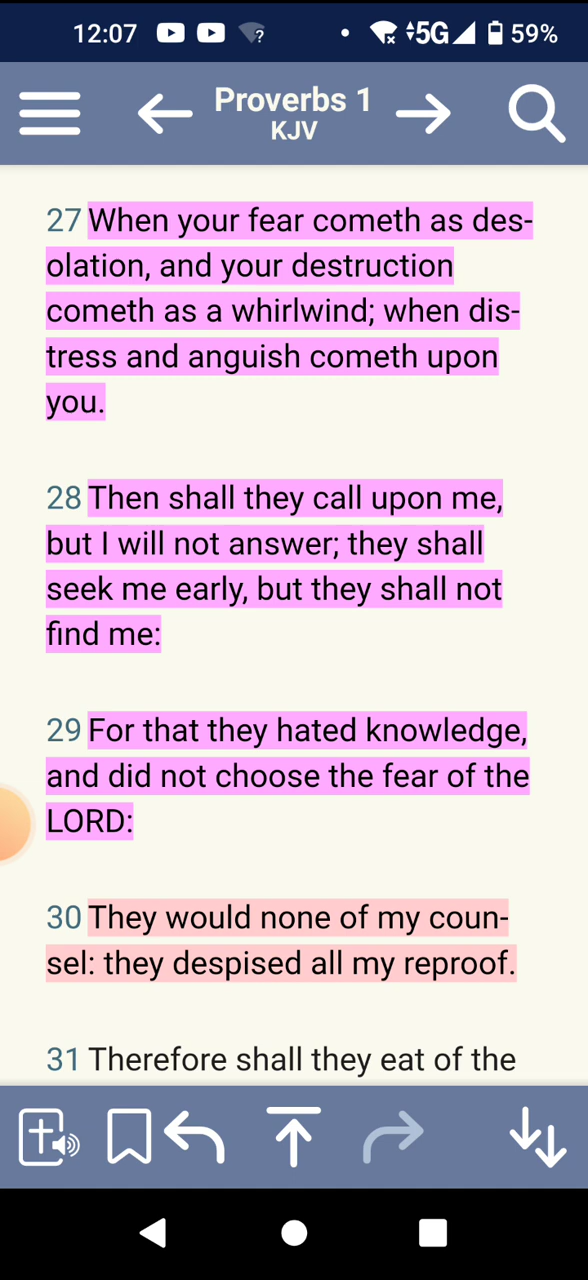 12:07 ? 5G 59%
Proverbs 1
KJV
27 When your fear cometh as des-
olation, and your destruction
cometh as a whirlwind; when dis-
tress and anguish cometh upon
you.
28 Then shall they call upon me,
but I will not answer; they shall
seek me early, but they shall not
find me:
29 For that they hated knowledge,
and did not choose the fear of the
LORD:
30 They would none of my coun-
sel: they despised all my reproof.
31 Therefore shall they eat of the